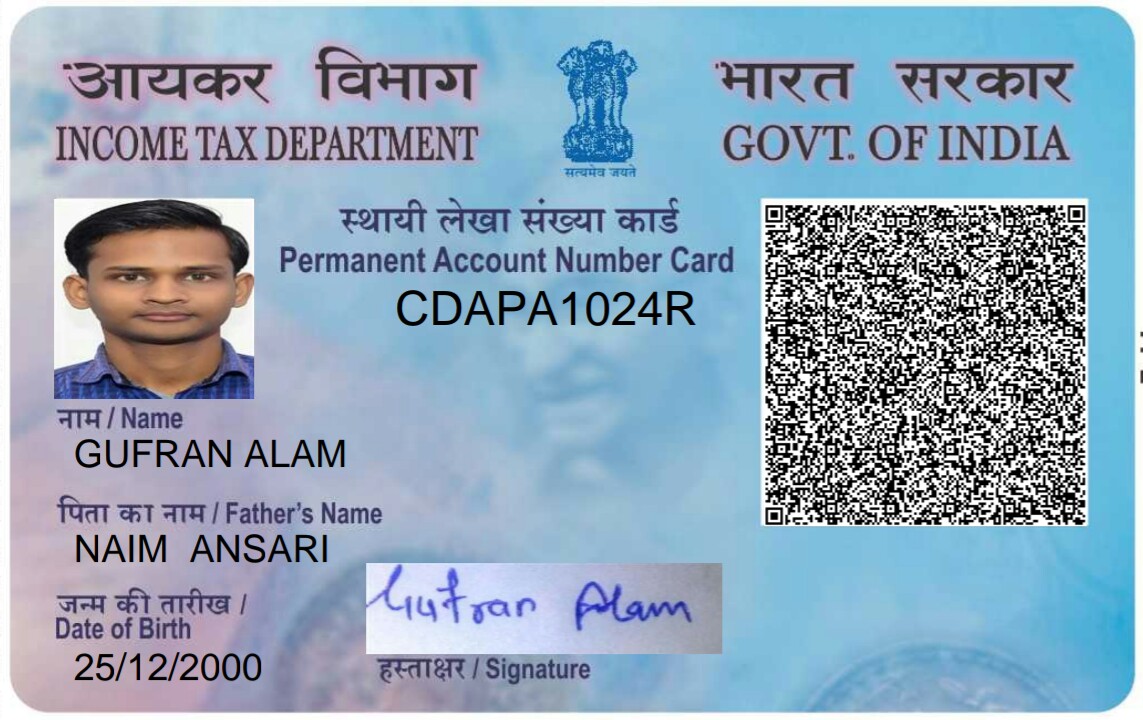 आयकर विभाग
INCOME TAX DEPARTMENT
सत्यमेव जयते
भारत सरकार
GOVT. OF INDIA
स्थायी लेखा संख्या कार्ड
Permanent Account Number Card
CDAPA1024R
नाम / Name
GUFRAN ALAM
पिता का नाम / Father's Name
NAIM ANSARI
जन्म की तारीख /
Date of Birth
25/12/2000
Gufran Alam
हस्ताक्षर / Signature